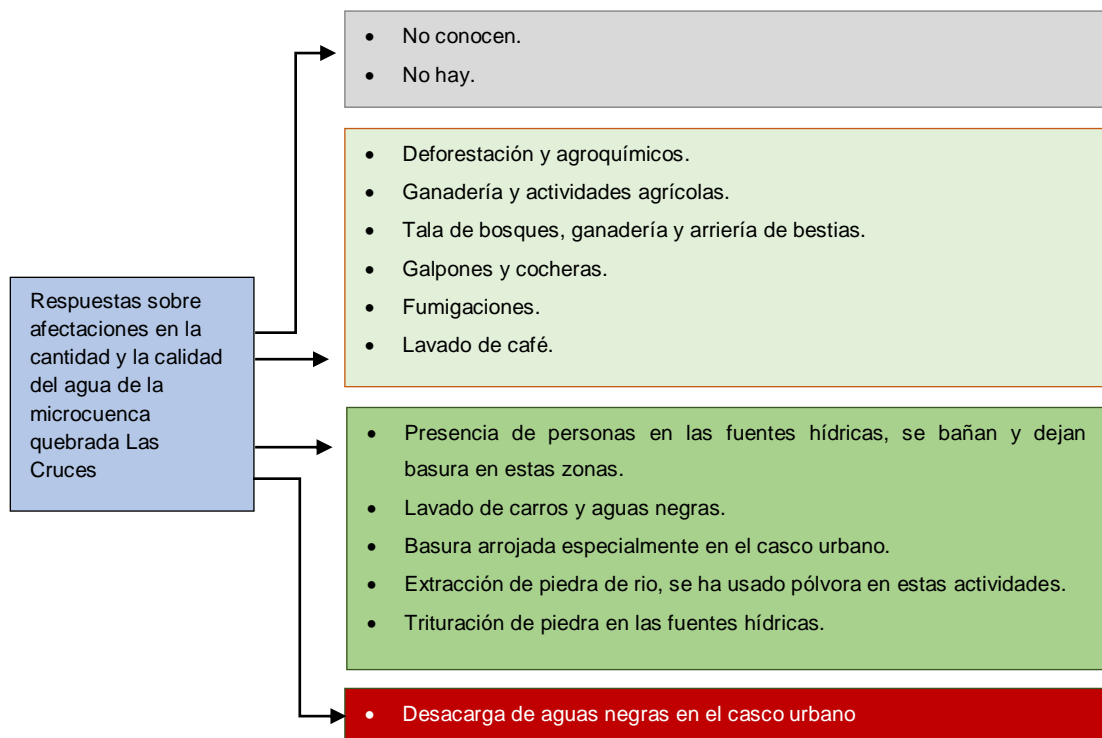 • No conocen.
• No hay.
• Deforestación y agroquímicos.
• Ganadería y actividades agrícolas.
• Tala de bosques, ganadería y arriería de bestias.
• Galpones y cocheras.
• Fumigaciones.
• Lavado de café.
Respuestas sobre
afectaciones en la
cantidad y la calidad
del agua de la
microcuenca
quebrada Las
Cruces
• Presencia de personas en las fuentes hídricas, se bañan y dejan
basura en estas zonas.
• Lavado de carros y aguas negras.
• Basura arrojada especialmente en el casco urbano.
• Extracción de piedra de rio, se ha usado pólvora en estas actividades.
• Trituración de piedra en las fuentes hídricas.
• Desacarga de aguas negras en el casco urbano